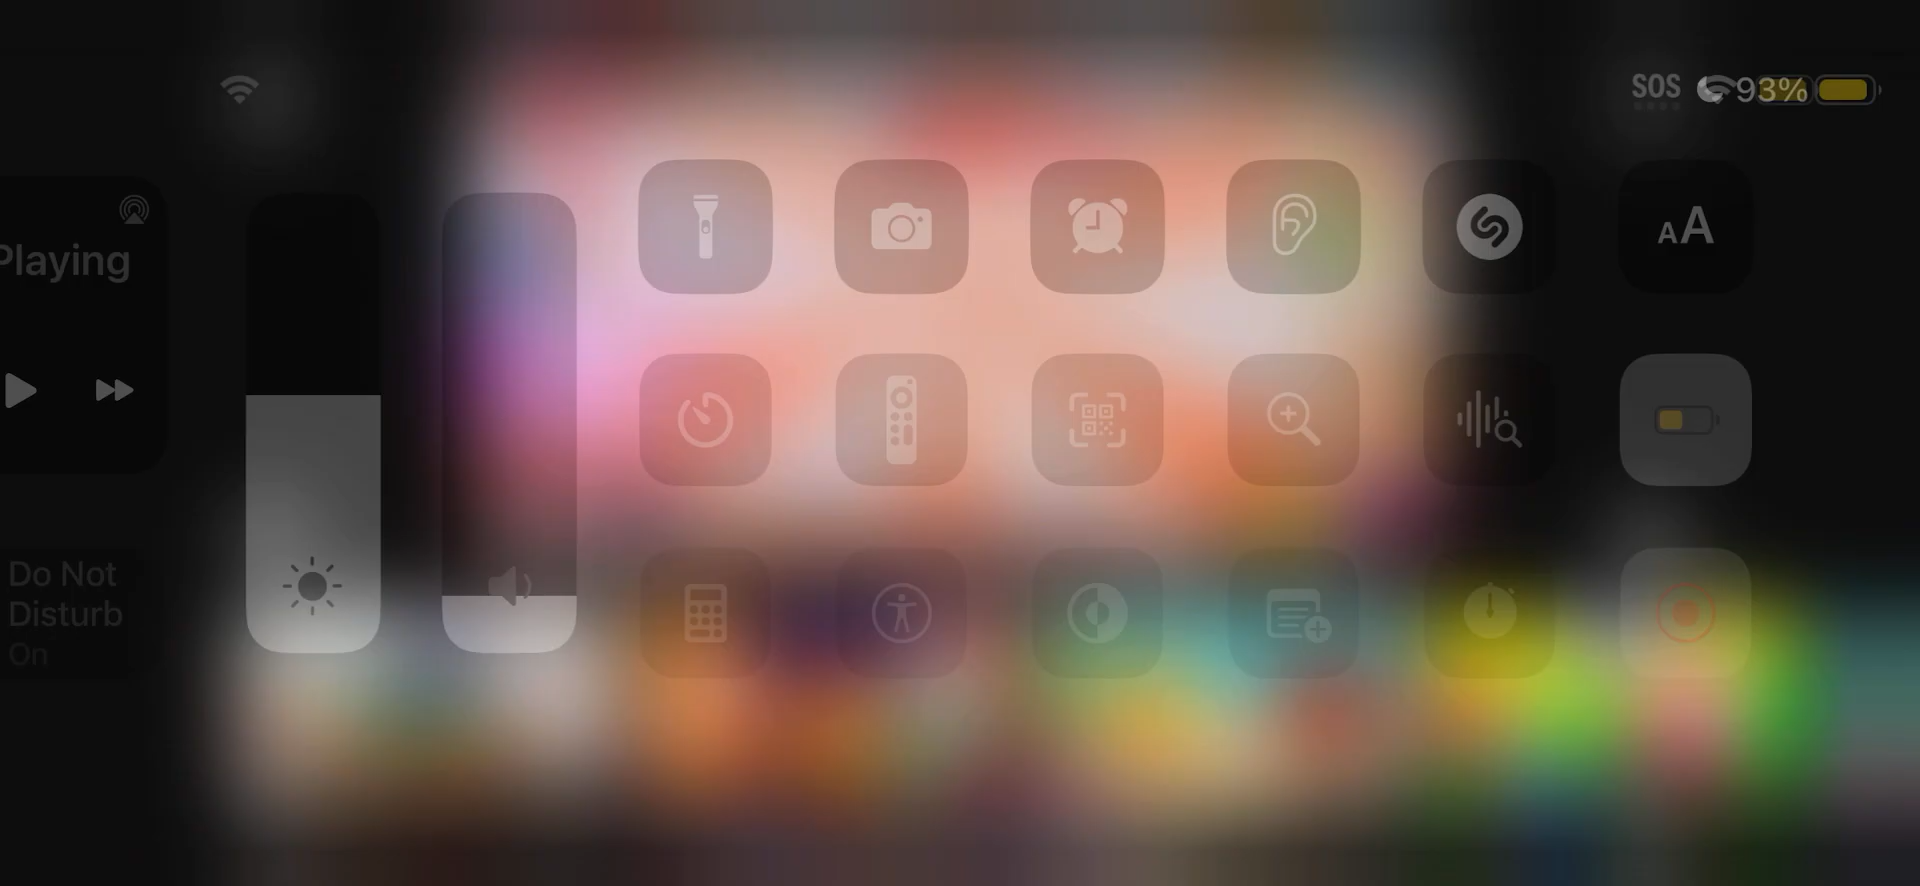 SOS 93%
Playing
AA
Do Not
Disturb
On